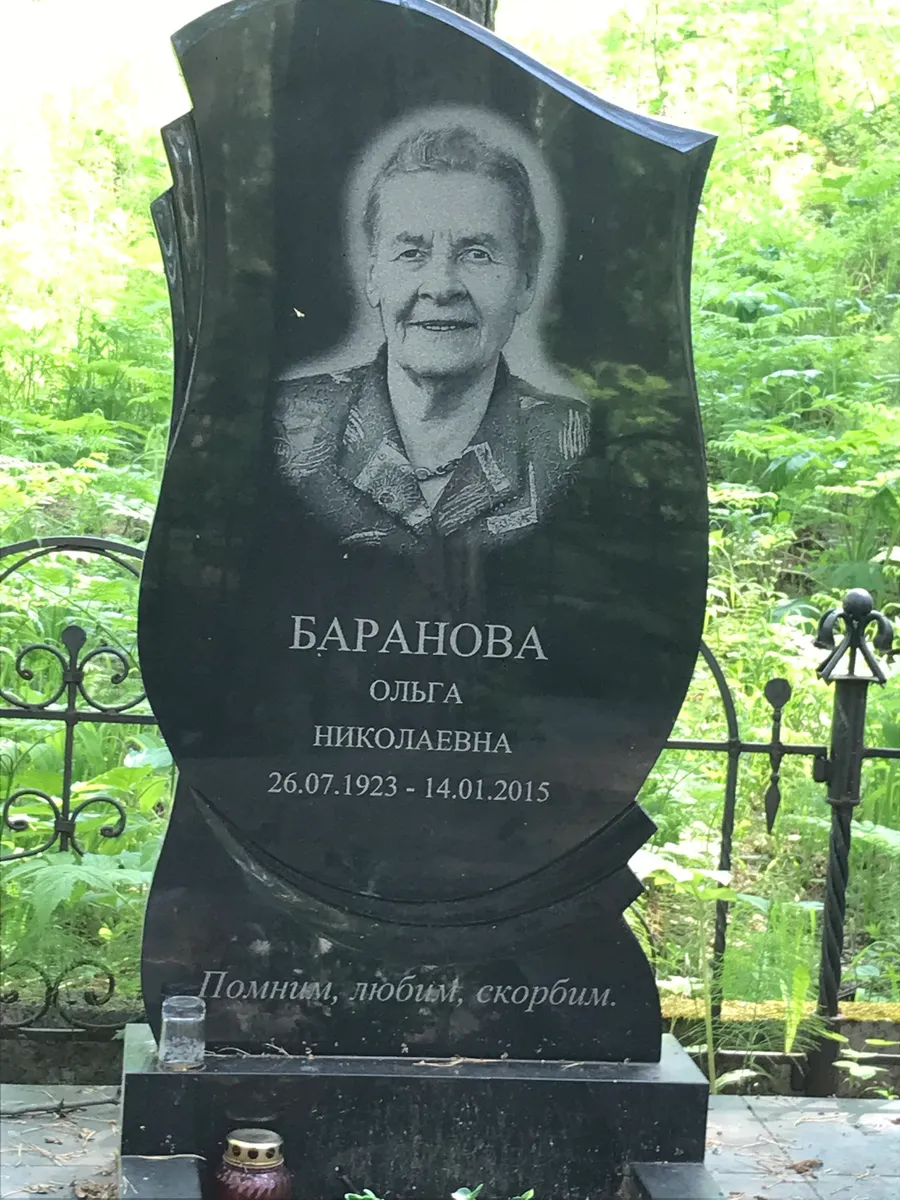 БАРАНОВА
ОЛЬГА
НИКОЛАЕВНА
26.07.1923 - 14.01.2015
Помним, любим, скорбим.